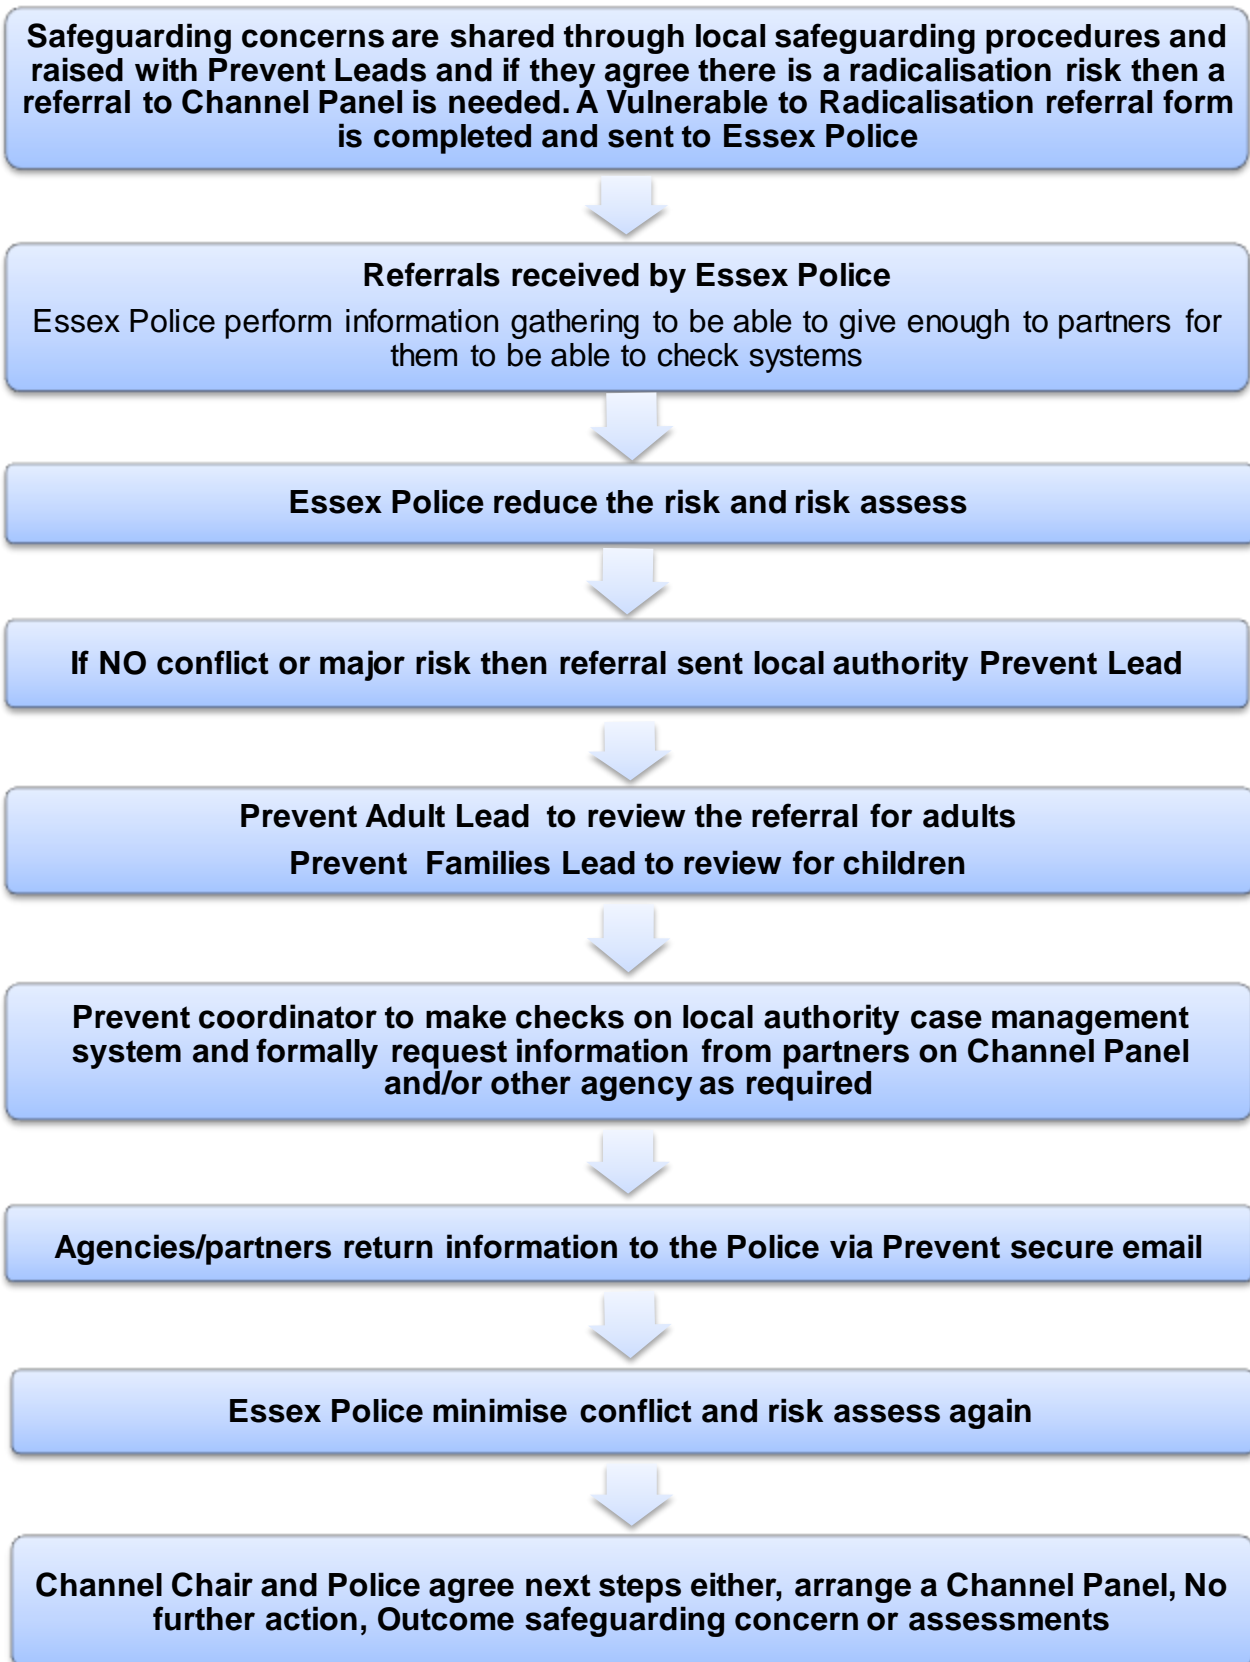 Safeguarding concerns are shared through local safeguarding procedures and
raised with Prevent Leads and if they agree there is a radicalisation risk then a
referral to Channel Panel is needed. A Vulnerable to Radicalisation referral form
is completed and sent to Essex Police
Referrals received by Essex Police
Essex Police perform information gathering to be able to give enough to partners for
them to be able to check systems
Essex Police reduce the risk and risk assess
If NO conflict or major risk then referral sent local authority Prevent Lead
Prevent Adult Lead to review the referral for adults
Prevent Families Lead to review for children
Prevent coordinator to make checks on local authority case management
system and formally request information from partners on Channel Panel
and/or other agency as required
Agencies/partners return information to the Police via Prevent secure email
Essex Police minimise conflict and risk assess again
Channel Chair and Police agree next steps either, arrange a Channel Panel, No
further action, Outcome safeguarding concern or assessments